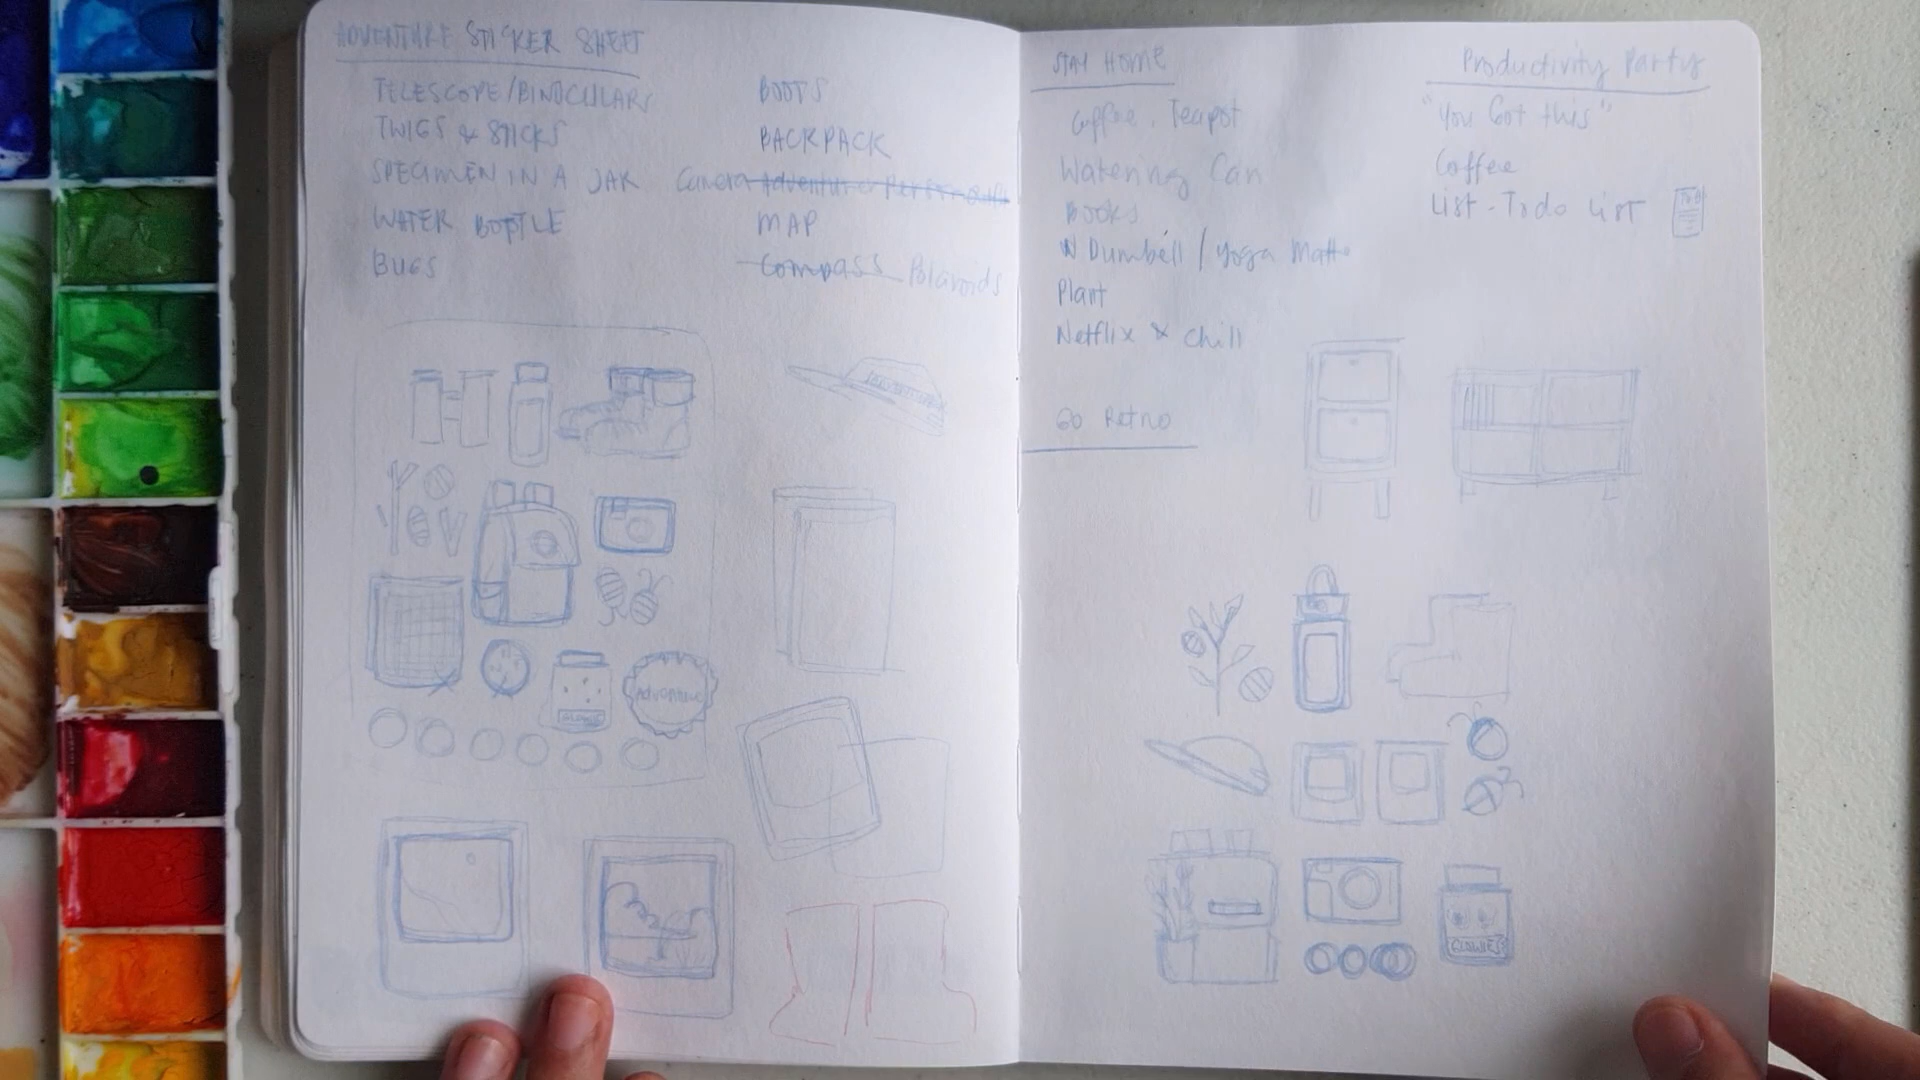 ADVENTURE STICKER SHEET
TELESCOPE/BINOCULARS
TWIGS & STICKS
SPECIMEN IN A JAR
WATER BOTTLE
BUGS
BOOTS
BACKPACK
Camera Adventure
MAP
Compass Polaroids
Adventure
STAY HOME
Coffee. Teapot
Watering Can
BOOKS
Dumbell / Yoga Matt
Plant
Netflix & Chill
Go Retro
Productivity Party
"You Got this"
Coffee
List - To do List